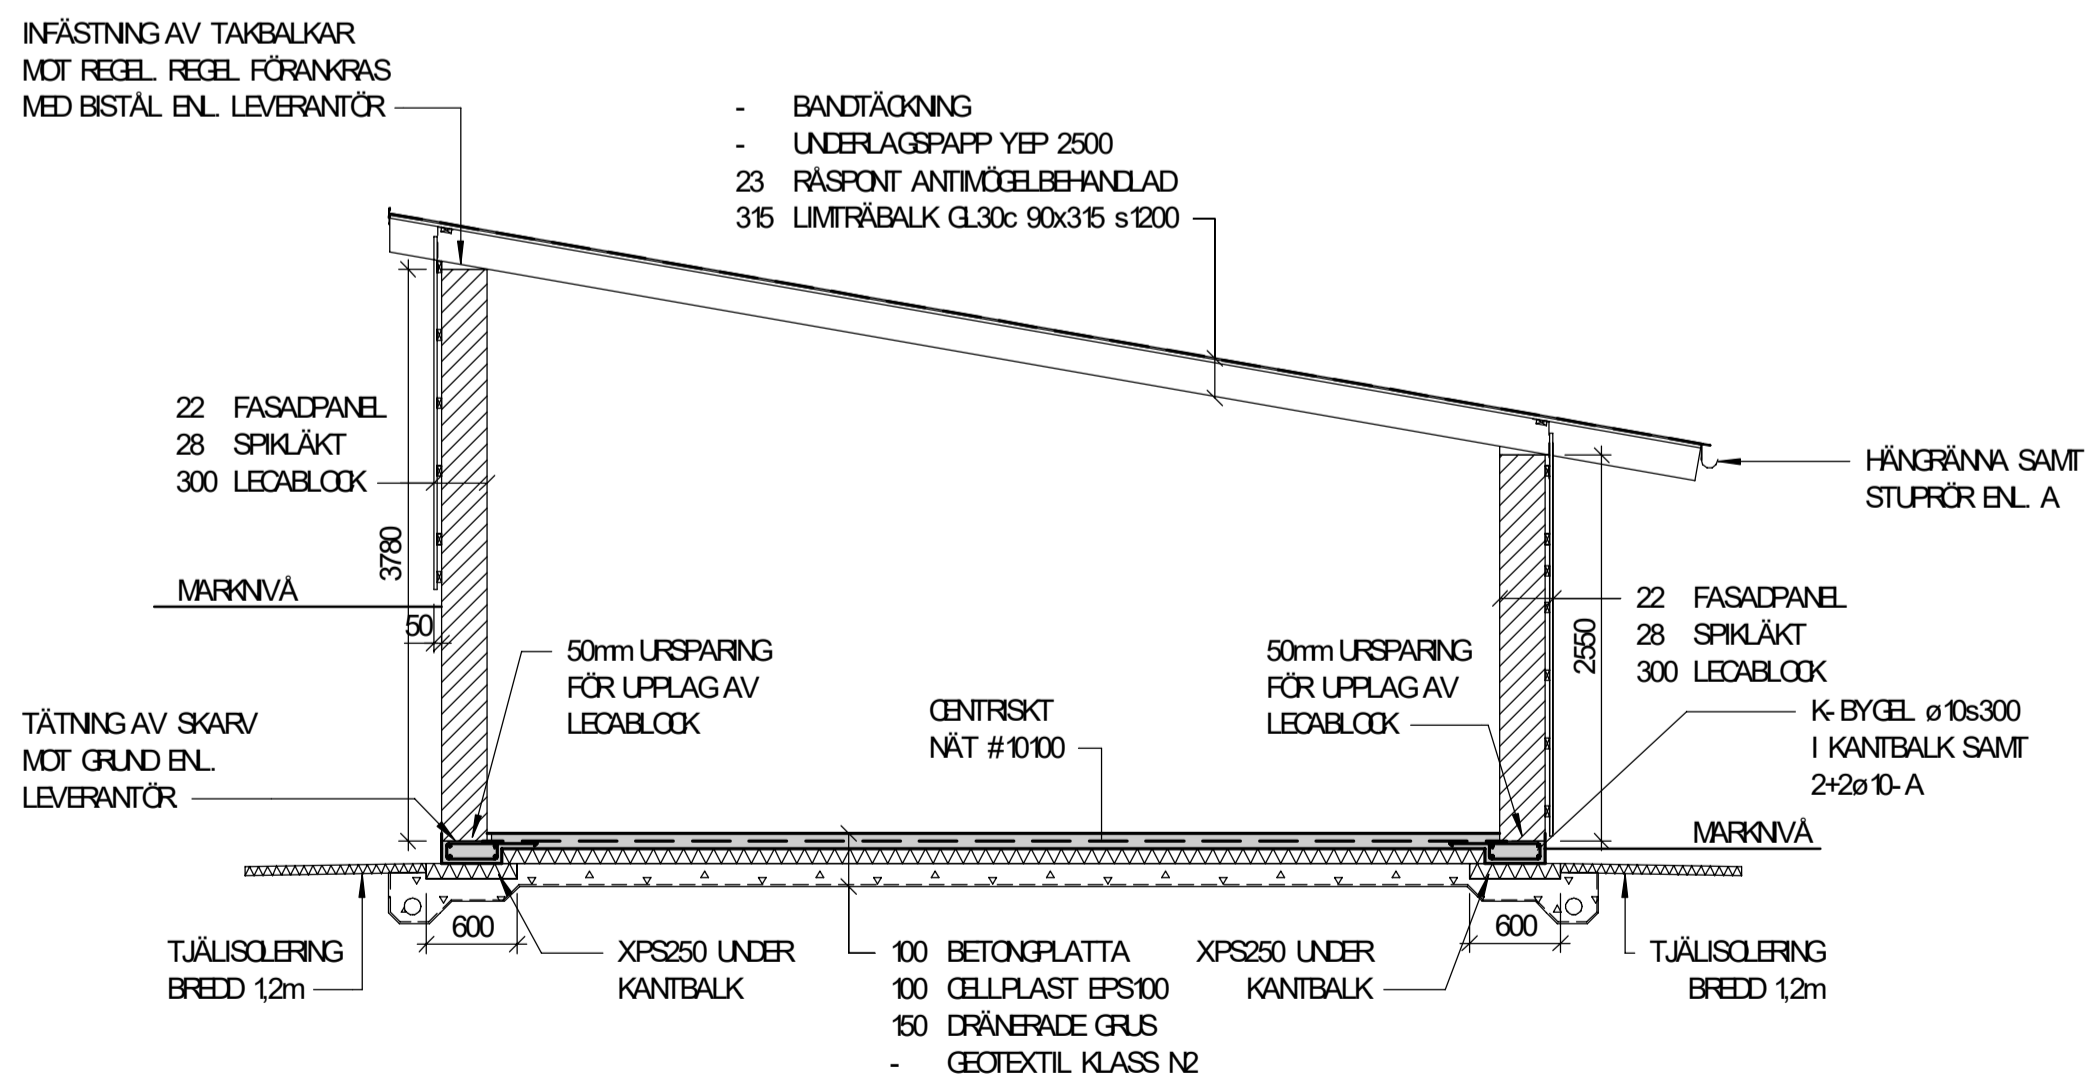 INFÄSTNING AV TAKBALKAR
MOT REGEL. REGEL FÖRANKRAS
MED BISTÅL ENL. LEVERANTÖR
- BANDTÄCKNING
- UNDERLAGSPAPP YEP 2500
23 RÅSPONT ANTIMÖGELBEHANDLAD
315 LIMTRÄBALK GL30c 90x315 s1200
22 FASADPANEL
28 SPIKLÄKT
300 LECABLOCK
3780
HÄNGRÄNNA SAMT
STUPRÖR ENL. A
MARKNIVÅ
50
22 FASADPANEL
28 SPIKLÄKT
300 LECABLOCK
2550
50mm URSPARING
FÖR UPPLAG AV
LECABLOCK
50mm URSPARING
FÖR UPPLAG AV
LECABLOCK
TÄTNING AV SKARV
MOT GRUND ENL.
LEVERANTÖR.
CENTRISKT
NÄT #10100
K-BYGEL ø10s300
I KANTBALK SAMT
2+2ø10-A
MARKNIVÅ
600
600
TJÄLISOLERING
BREDD 1,2m
XPS250 UNDER
KANTBALK
100 BETONGPLATTA
100 CELLPLAST EPS100
150 DRÄNERADE GRUS
- GEOTEXTIL KLASS N2
XPS250 UNDER
KANTBALK
TJÄLISOLERING
BREDD 1,2m